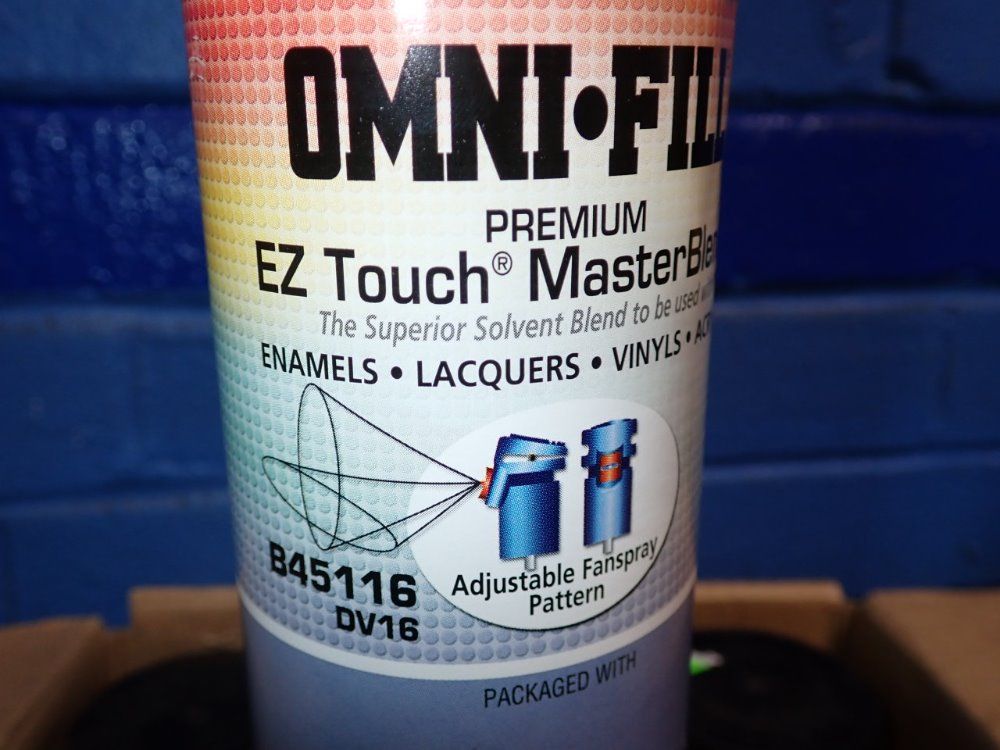 OMNI•FILL
PREMIUM
EZ Touch® MasterBle
The Superior Solvent Blend to be used
ENAMELS • LACQUERS • VINYLS •
Adjustable Fanspray
Pattern
B45116
DV16
PACKAGED WITH